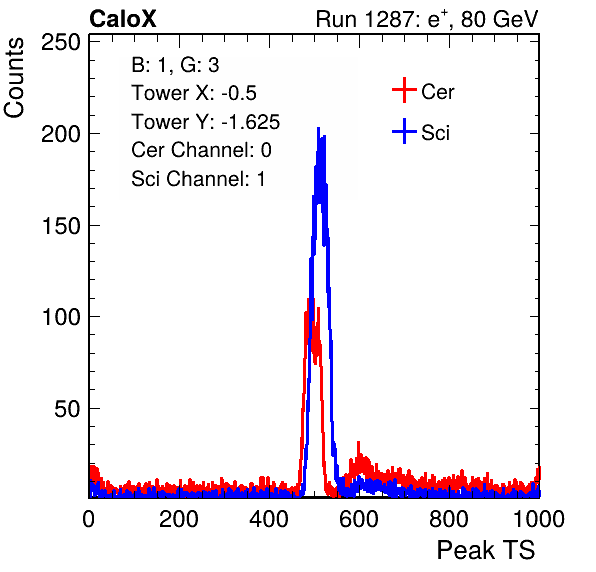 CaloX Run 1287: e⁺, 80 GeV
Counts
250
200
150
100
50
B: 1, G: 3
Tower X: -0.5
Tower Y: -1.625
Cer Channel: 0
Sci Channel: 1
Cer
Sci
0 200 400 600 800 1000
Peak TS